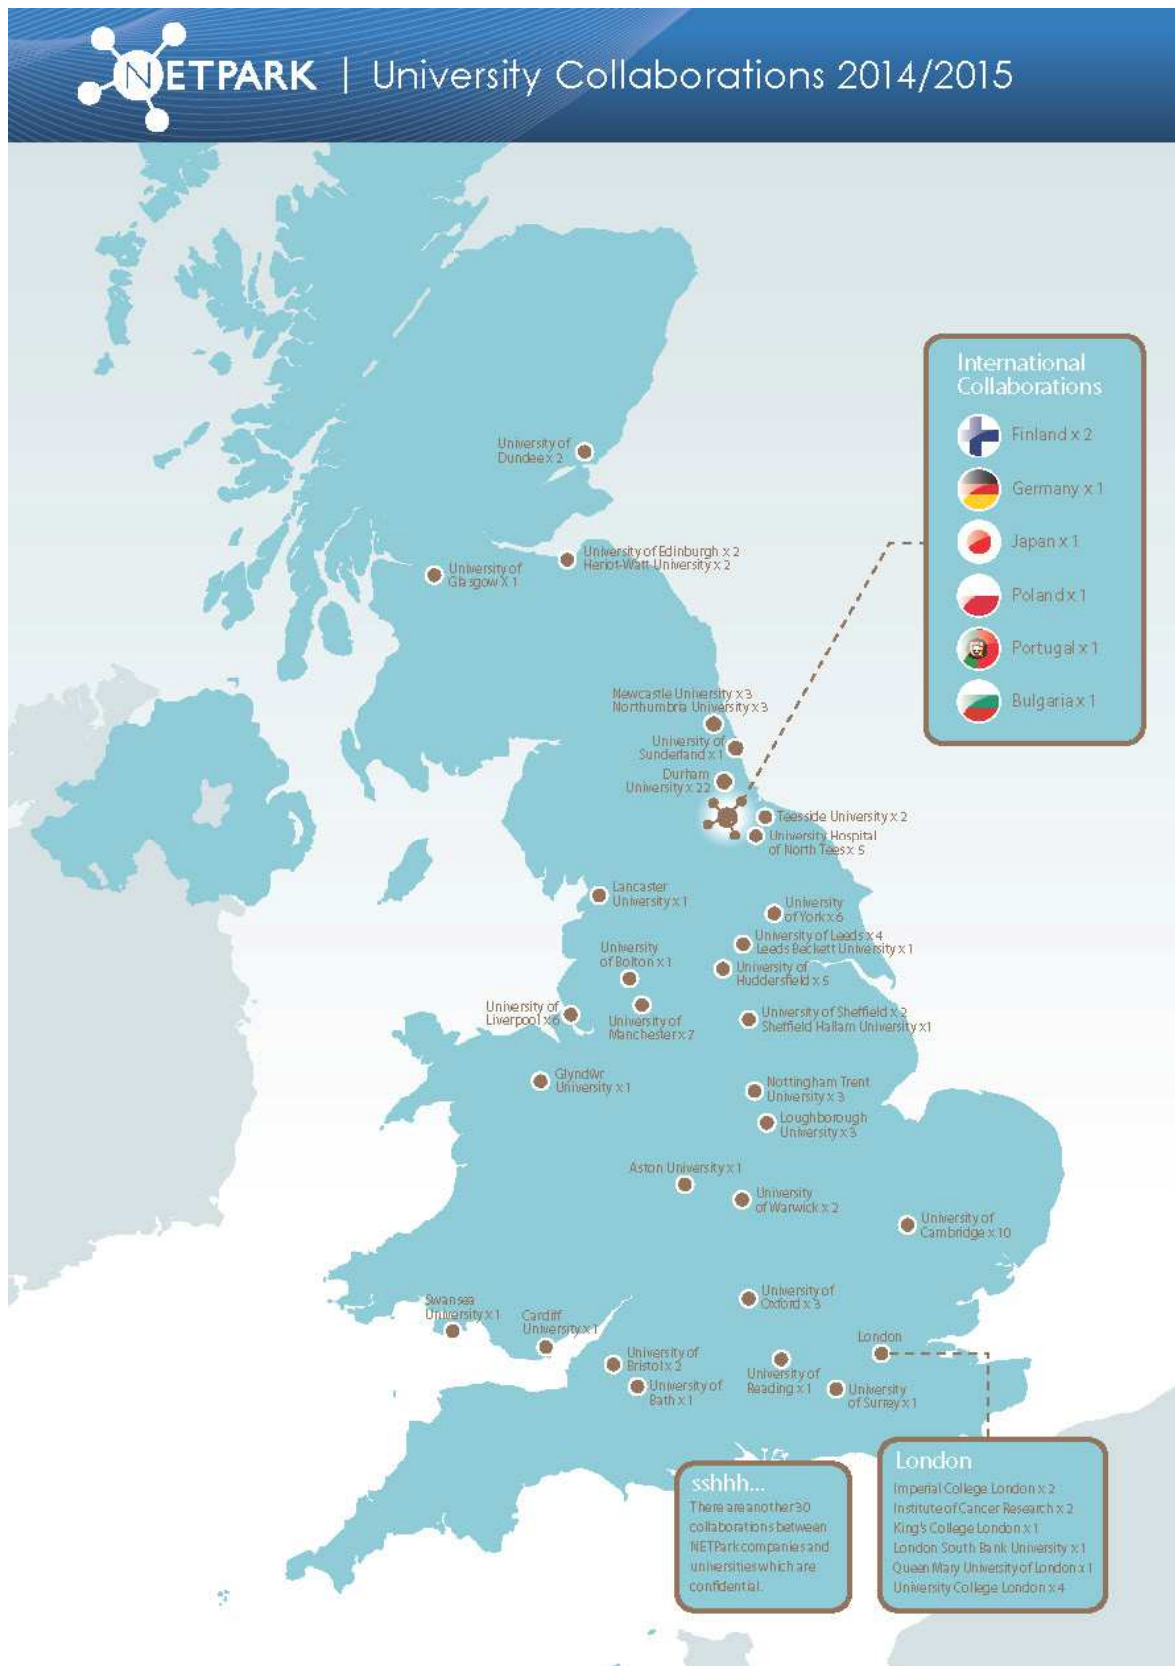 NETPARK | University Collaborations 2014/2015
International
Collaborations
Finland x 2
Germany x 1
Japan x 1
Poland x 1
Portugal x 1
Bulgaria x 1
University of
Dundee x 2
University of Edinburgh x 2
Heriot-Watt University x 2
University of
Glasgow X 1
Newcastle University x 3
Northumbria University x 3
University of
Sunderland x 1
Durham
University x 22
Teesside University x 2
University Hospital
of North Tees x 5
Lancaster
University x 1
University
of York x 6
University of Leeds x 4
Leeds Beckett University x 1
University
of Bolton x 1
University of
Huddersfield x 5
University of
Liverpool x 6
University of
Manchester x
University of Sheffield x 2
Sheffield Hallam University x1
Glyndŵr
University x 1
Nottingham Trent
University x 3
Loughborough
University x 3
Aston University x 1
University
of Warwick x 2
University of
Cambridge x 10
University of
Oxford x 3
Swansea
University x 1
Cardiff
University x 1
London
University of
Bristol x 2
University of
Bath x 1
University of
Reading x 1
University
of Surrey x 1
sshhh...
There are another 30
collaborations between
NETPark companies and
universities which are
confidential.
London
Imperial College London x 2
Institute of Cancer Research x 2
King's College London x 1
London South Bank University x 1
Queen Mary University of London x 1
University College London x 4